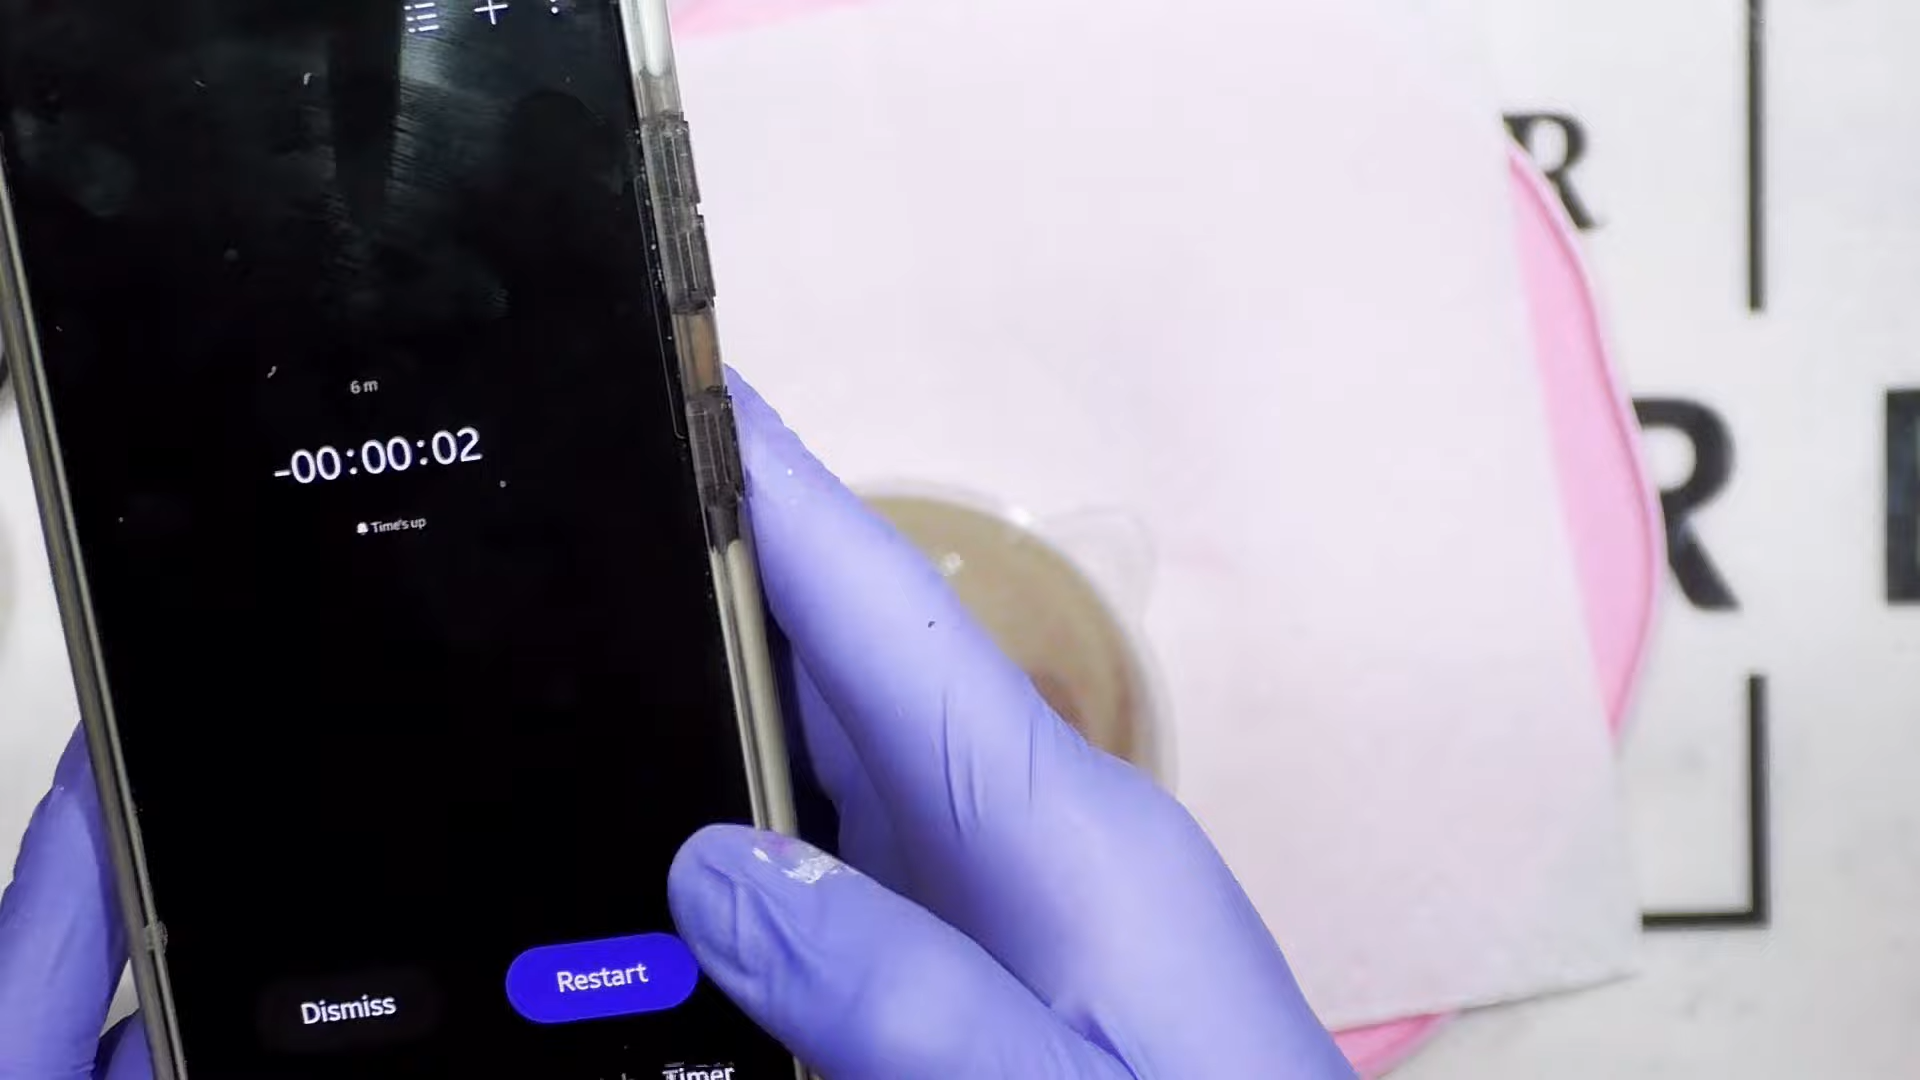 6 m
-00:00:02
Time's up
Dismiss
Restart
Timer
R
R